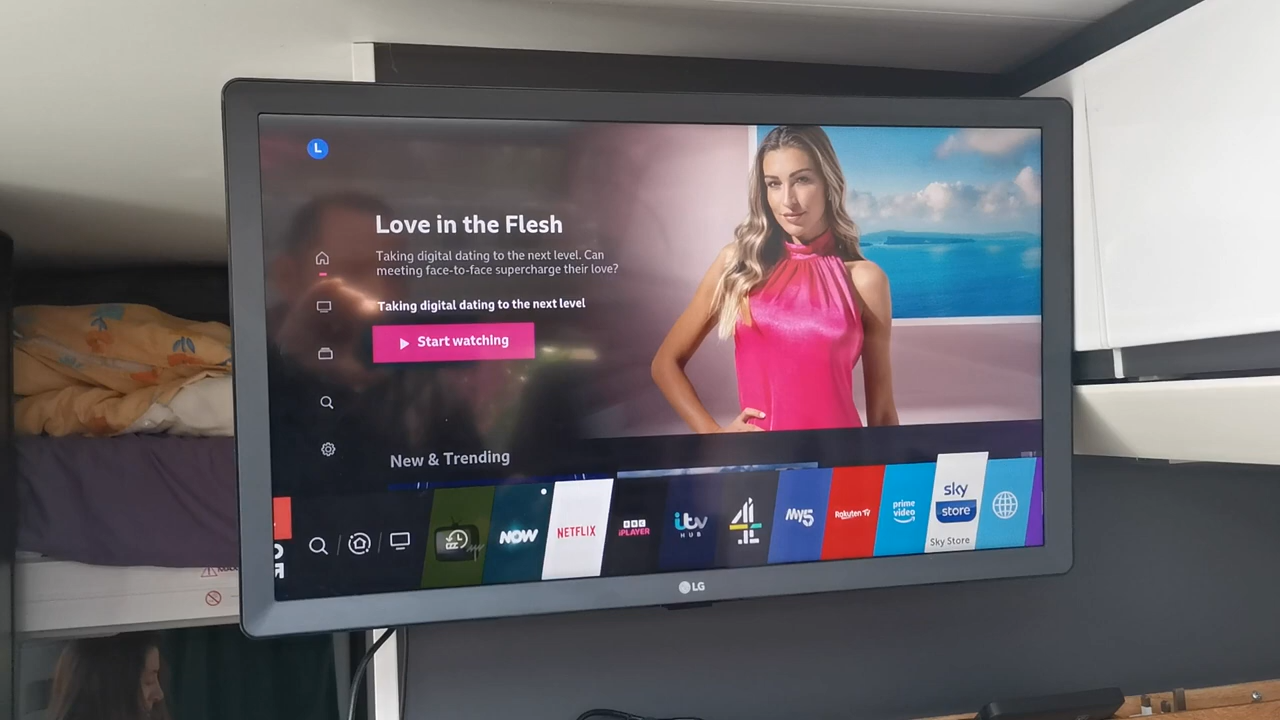 L
Love in the Flesh
Taking digital dating to the next level. Can
meeting face-to-face supercharge their love?
Taking digital dating to the next level
Start watching
New & Trending
NOW
NETFLIX
BBC
iPLAYER
itv
HUB
4
My5
Rakuten TV
prime
video
sky
store
Sky Store
LG